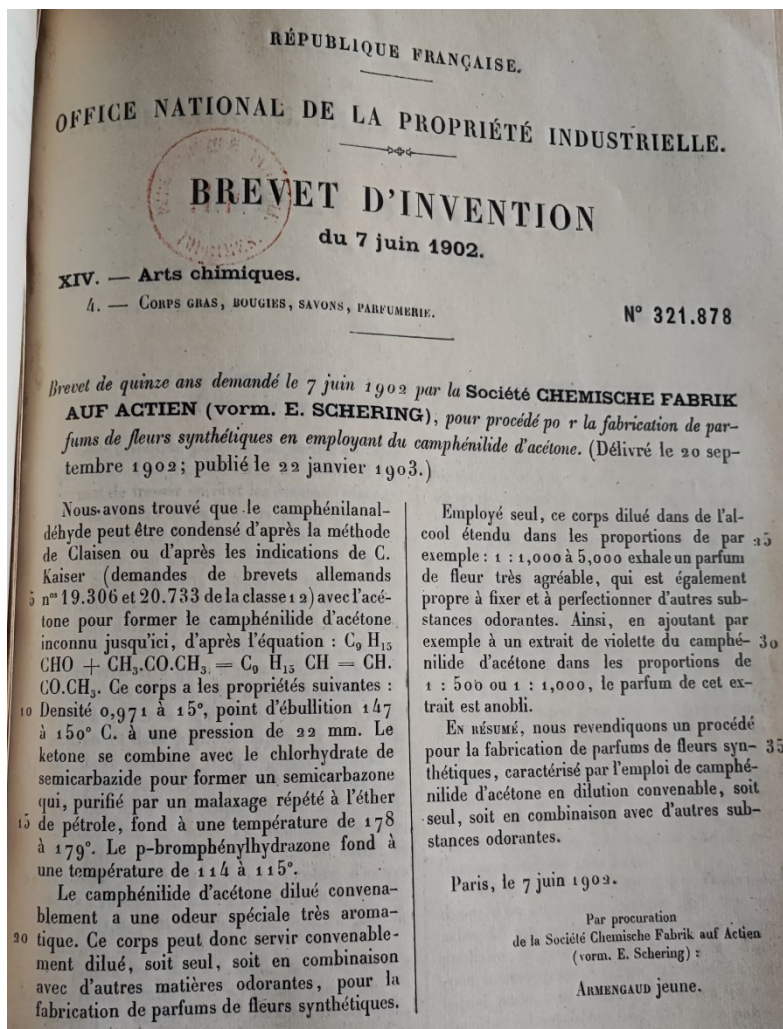 RÉPUBLIQUE FRANÇAISE.
OFFICE NATIONAL DE LA PROPRIÉTÉ INDUSTRIELLE.
BREVET D'INVENTION
du 7 juin 1902.
XIV. — Arts chimiques.
4. — CORPS GRAS, BOUGIES, SAVONS, PARFUMERIE.
N° 321.878
Brevet de quinze ans demandé le 7 juin 1902 par la Société CHEMISCHE FABRIK
AUF ACTIEN (vorm. E. SCHERING), pour procédé po r la fabrication de par-
fums de fleurs synthétiques en employant du camphénilide d'acétone. (Délivré le 20 sep-
tembre 1902; publié le 22 janvier 1903.)
Nous avons trouvé que le camphénilanal-
déhyde peut être condensé d'après la méthode
de Claisen ou d'après les indications de C.
Kaiser (demandes de brevets allemands
5 nos 19.306 et 20.733 de la classe 12) avec l'acé-
tone pour former le camphénilide d'acétone
inconnu jusqu'ici, d'après l'équation : C₉ H₁₅
CHO + CH₃.CO.CH₃ = C₉ H₁₅ CH = CH.
CO.CH₃. Ce corps a les propriétés suivantes :
10 Densité 0,971 à 15°, point d'ébullition 147
à 150° C. à une pression de 22 mm. Le
ketone se combine avec le chlorhydrate de
semicarbazide pour former un semicarbazone
qui, purifié par un malaxage répété à l'éther
15 de pétrole, fond à une température de 178
à 179°. Le p-bromphénylhydrazone fond à
une température de 114 à 115°.
Le camphénilide d'acétone dilué convena-
blement a une odeur spéciale très aroma-
20 tique. Ce corps peut donc servir convenable-
ment dilué, soit seul, soit en combinaison
avec d'autres matières odorantes, pour la
fabrication de parfums de fleurs synthétiques.
Employé seul, ce corps dilué dans de l'al-
cool étendu dans les proportions de par 25
exemple : 1 : 1,000 à 5,000 exhale un parfum
de fleur très agréable, qui est également
propre à fixer et à perfectionner d'autres sub-
stances odorantes. Ainsi, en ajoutant par
exemple à un extrait de violette du camphé- 30
nilide d'acétone dans les proportions de
1 : 500 ou 1 : 1,000, le parfum de cet ex-
trait est anobli.
EN RÉSUMÉ, nous revendiquons un procédé
pour la fabrication de parfums de fleurs syn- 35
thétiques, caractérisé par l'emploi de camphé-
nilide d'acétone en dilution convenable, soit
seul, soit en combinaison avec d'autres sub-
stances odorantes.
Paris, le 7 juin 1902.
Par procuration
de la Société Chemische Fabrik auf Actien
(vorm. E. Schering) :
ARMENGAUD jeune.